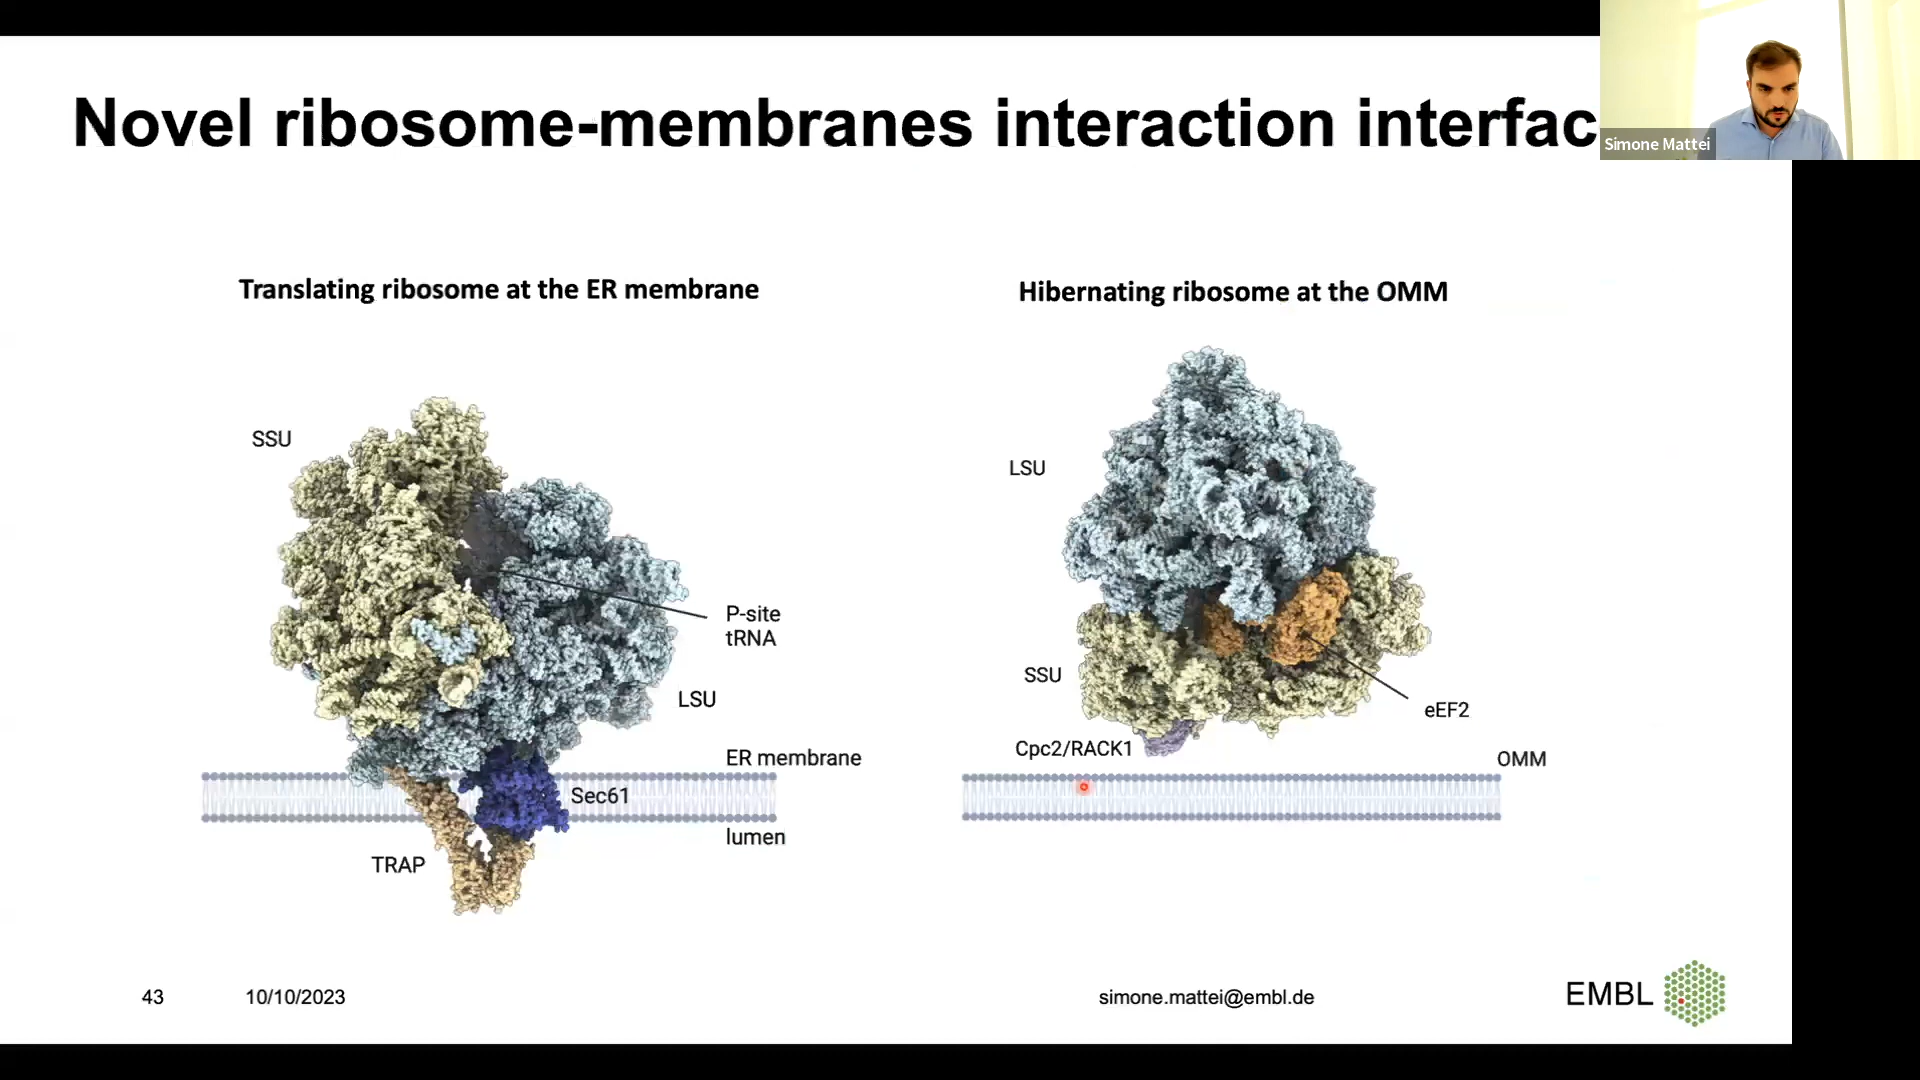 Novel ribosome-membranes interaction interfac
Simone Mattei
Translating ribosome at the ER membrane
SSU
P-site
tRNA
LSU
ER membrane
Sec61
lumen
TRAP
Hibernating ribosome at the OMM
LSU
SSU
eEF2
Cpc2/RACK1
OMM
43
10/10/2023
simone.mattei@embl.de
EMBL